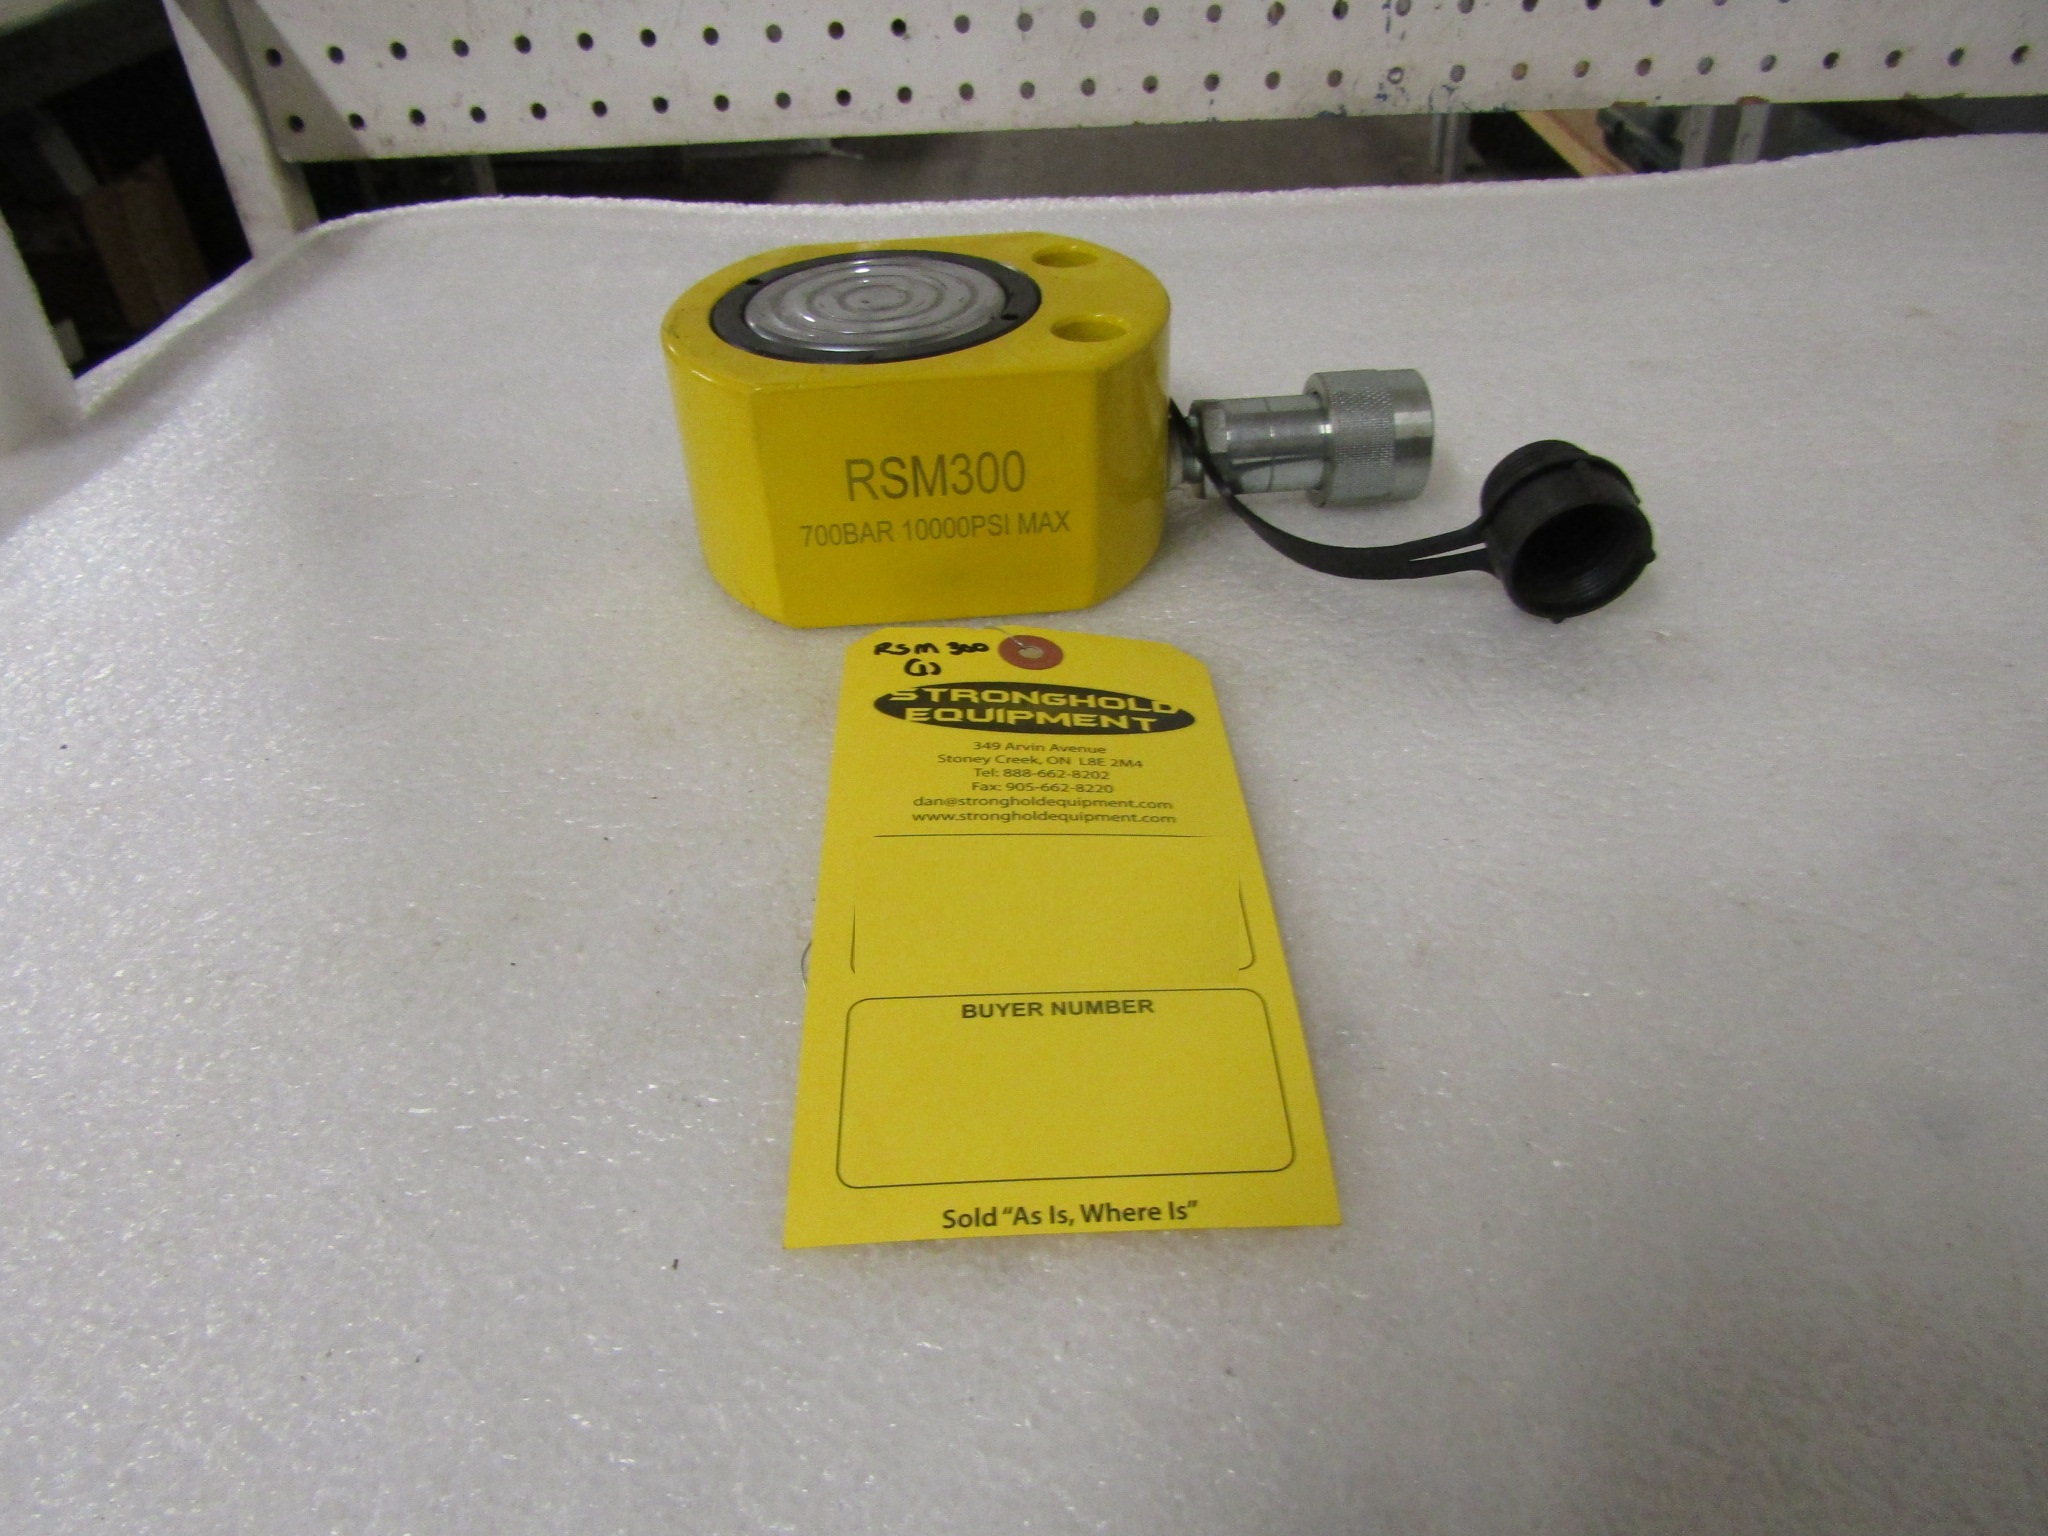 RSM300
700BAR 10000PSI MAX
RSM 300
(1)
STRONGHOLD
EQUIPMENT
349 Arvin Avenue
Stoney Creek, ON L8E 2M4
Tel: 888-662-8202
Fax: 905-662-8220
dan@strongholdequipment.com
www.strongholdequipment.com
BUYER NUMBER
Sold “As Is, Where Is”